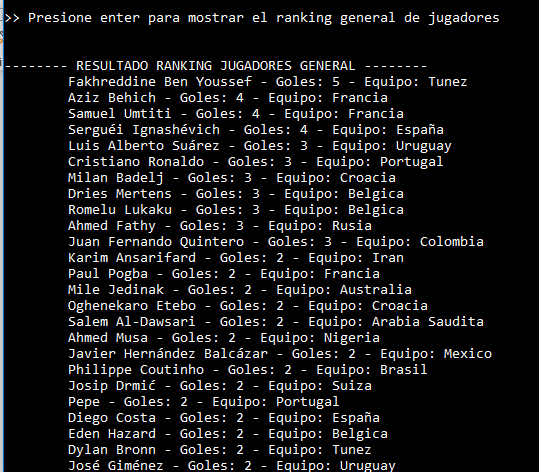 >> Presione enter para mostrar el ranking general de jugadores
-------- RESULTADO RANKING JUGADORES GENERAL --------
Fakhreddine Ben Youssef - Goles: 5 - Equipo: Tunez
Aziz Behich - Goles: 4 - Equipo: Francia
Samuel Umtiti - Goles: 4 - Equipo: Francia
Serguéi Ignashévich - Goles: 4 - Equipo: España
Luis Alberto Suárez - Goles: 3 - Equipo: Uruguay
Cristiano Ronaldo - Goles: 3 - Equipo: Portugal
Milan Badelj - Goles: 3 - Equipo: Croacia
Dries Mertens - Goles: 3 - Equipo: Belgica
Romelu Lukaku - Goles: 3 - Equipo: Belgica
Ahmed Fathy - Goles: 3 - Equipo: Rusia
Juan Fernando Quintero - Goles: 3 - Equipo: Colombia
Karim Ansarifard - Goles: 2 - Equipo: Iran
Paul Pogba - Goles: 2 - Equipo: Francia
Mile Jedinak - Goles: 2 - Equipo: Australia
Oghenekaro Etebo - Goles: 2 - Equipo: Croacia
Salem Al-Dawsari - Goles: 2 - Equipo: Arabia Saudita
Ahmed Musa - Goles: 2 - Equipo: Nigeria
Javier Hernández Balcázar - Goles: 2 - Equipo: Mexico
Philippe Coutinho - Goles: 2 - Equipo: Brasil
Josip Drmić - Goles: 2 - Equipo: Suiza
Pepe - Goles: 2 - Equipo: Portugal
Diego Costa - Goles: 2 - Equipo: España
Eden Hazard - Goles: 2 - Equipo: Belgica
Dylan Bronn - Goles: 2 - Equipo: Tunez
José Giménez - Goles: 2 - Equipo: Uruguay